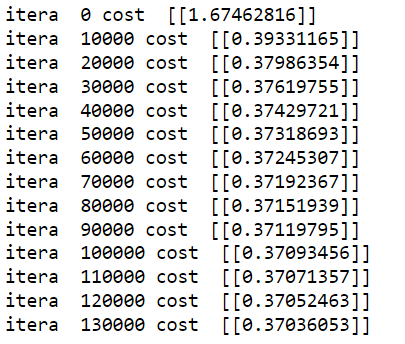 itera  0 cost  [[1.67462816]]
itera  10000 cost  [[0.39331165]]
itera  20000 cost  [[0.37986354]]
itera  30000 cost  [[0.37619755]]
itera  40000 cost  [[0.37429721]]
itera  50000 cost  [[0.37318693]]
itera  60000 cost  [[0.37245307]]
itera  70000 cost  [[0.37192367]]
itera  80000 cost  [[0.37151939]]
itera  90000 cost  [[0.37119795]]
itera  100000 cost  [[0.37093456]]
itera  110000 cost  [[0.37071357]]
itera  120000 cost  [[0.37052463]]
itera  130000 cost  [[0.37036053]]